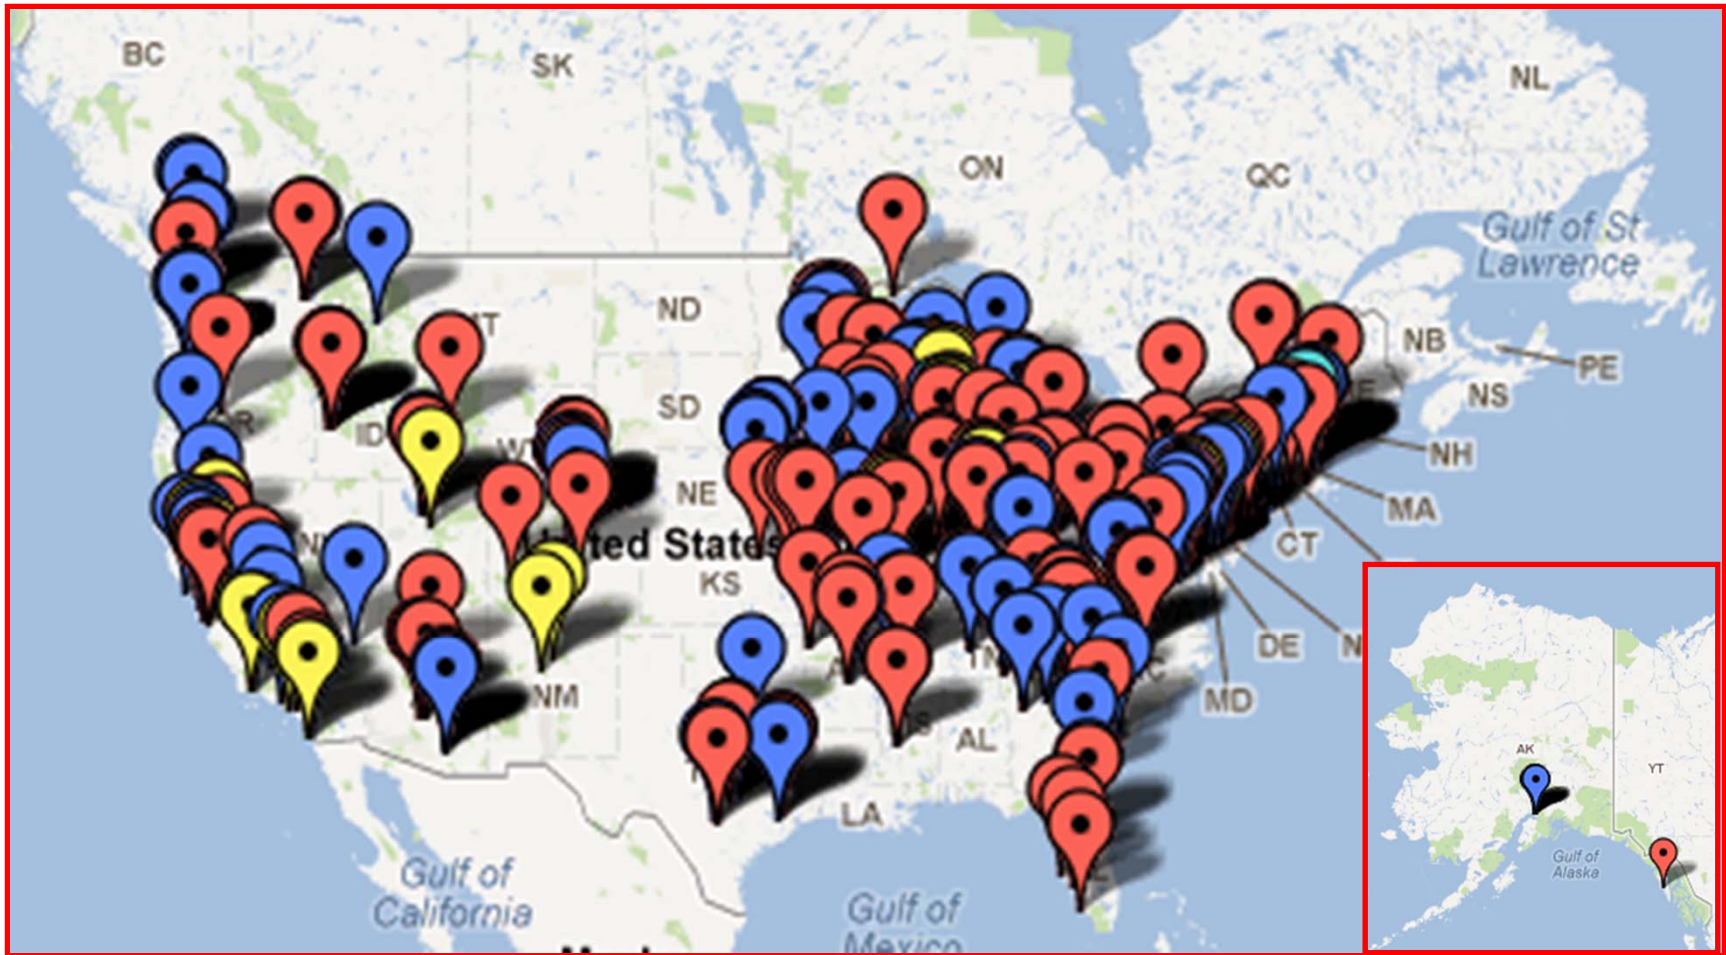 BC
SK
NL
ON
QC
Gulf of St
Lawrence
ND
NB
PE
SD
NS
ID
NH
NE
MA
United States
CT
KS
DE
NM
MD
AL
LA
Gulf of
California
Gulf of
Mexico
AK
YT
Gulf of
Alaska